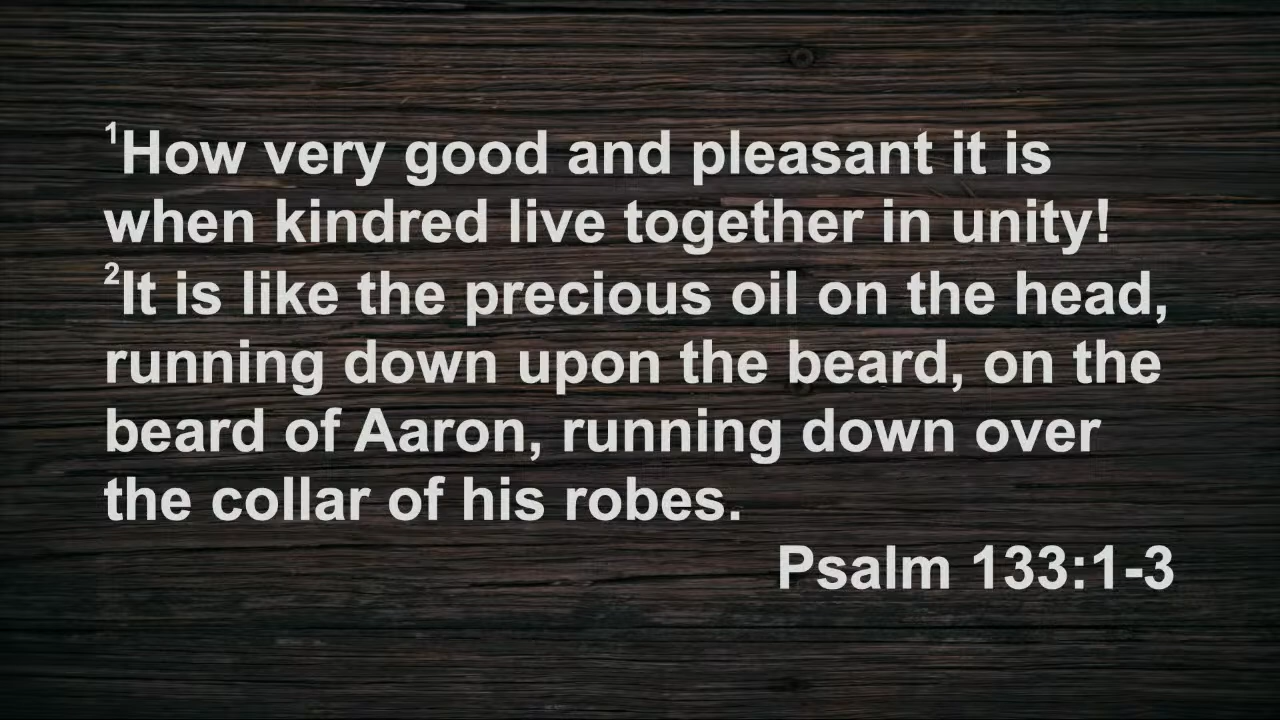 ¹How very good and pleasant it is
when kindred live together in unity!
²It is like the precious oil on the head,
running down upon the beard, on the
beard of Aaron, running down over
the collar of his robes.
Psalm 133:1-3